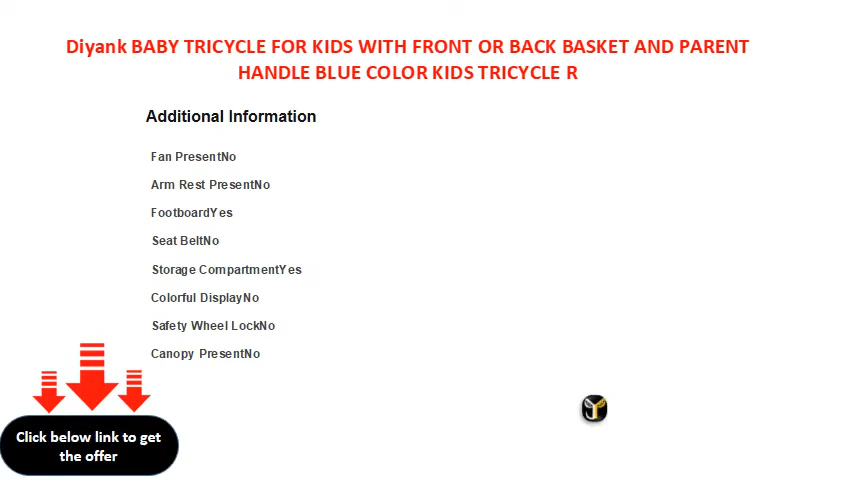 Diyank BABY TRICYCLE FOR KIDS WITH FRONT OR BACK BASKET AND PARENT
HANDLE BLUE COLOR KIDS TRICYCLE R
Additional Information
Fan PresentNo
Arm Rest PresentNo
FootboardYes
Seat BeltNo
Storage CompartmentYes
Colorful DisplayNo
Safety Wheel LockNo
Canopy PresentNo
Click below link to get
the offer